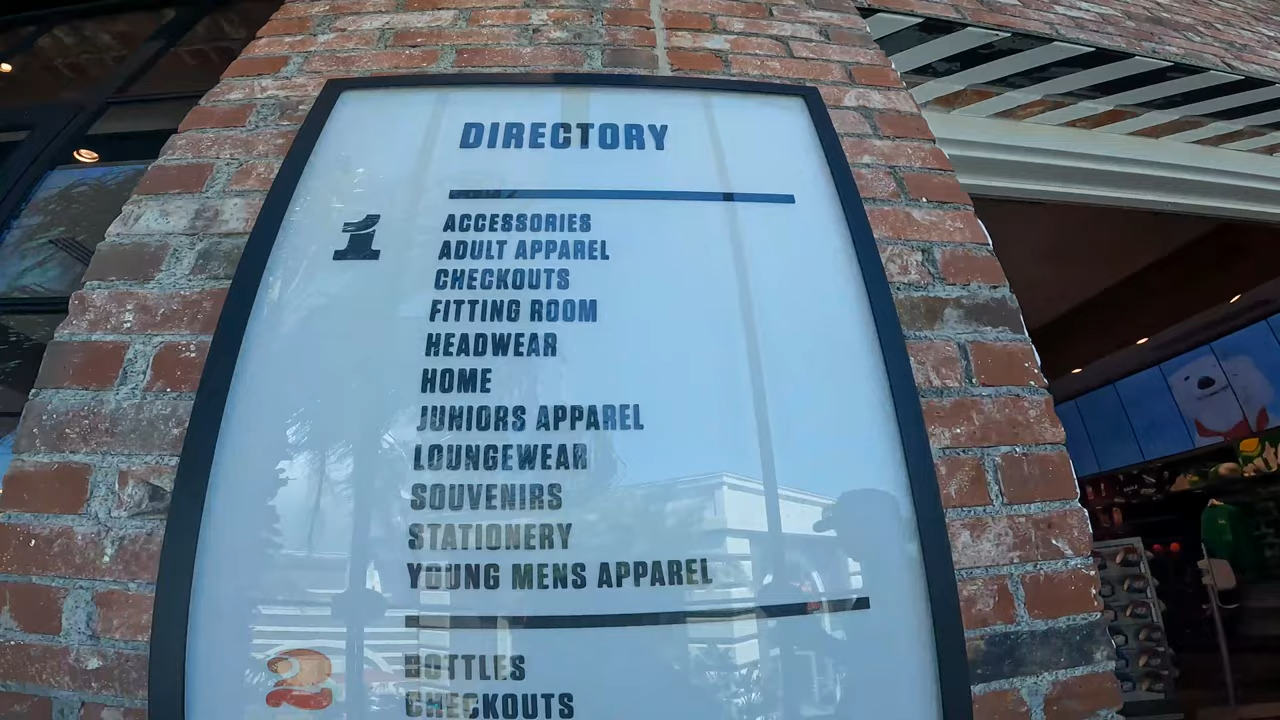 DIRECTORY
1
ACCESSORIES
ADULT APPAREL
CHECKOUTS
FITTING ROOM
HEADWEAR
HOME
JUNIORS APPAREL
LOUNGEWEAR
SOUVENIRS
STATIONERY
YOUNG MENS APPAREL
2
BOTTLES
CHECKOUTS